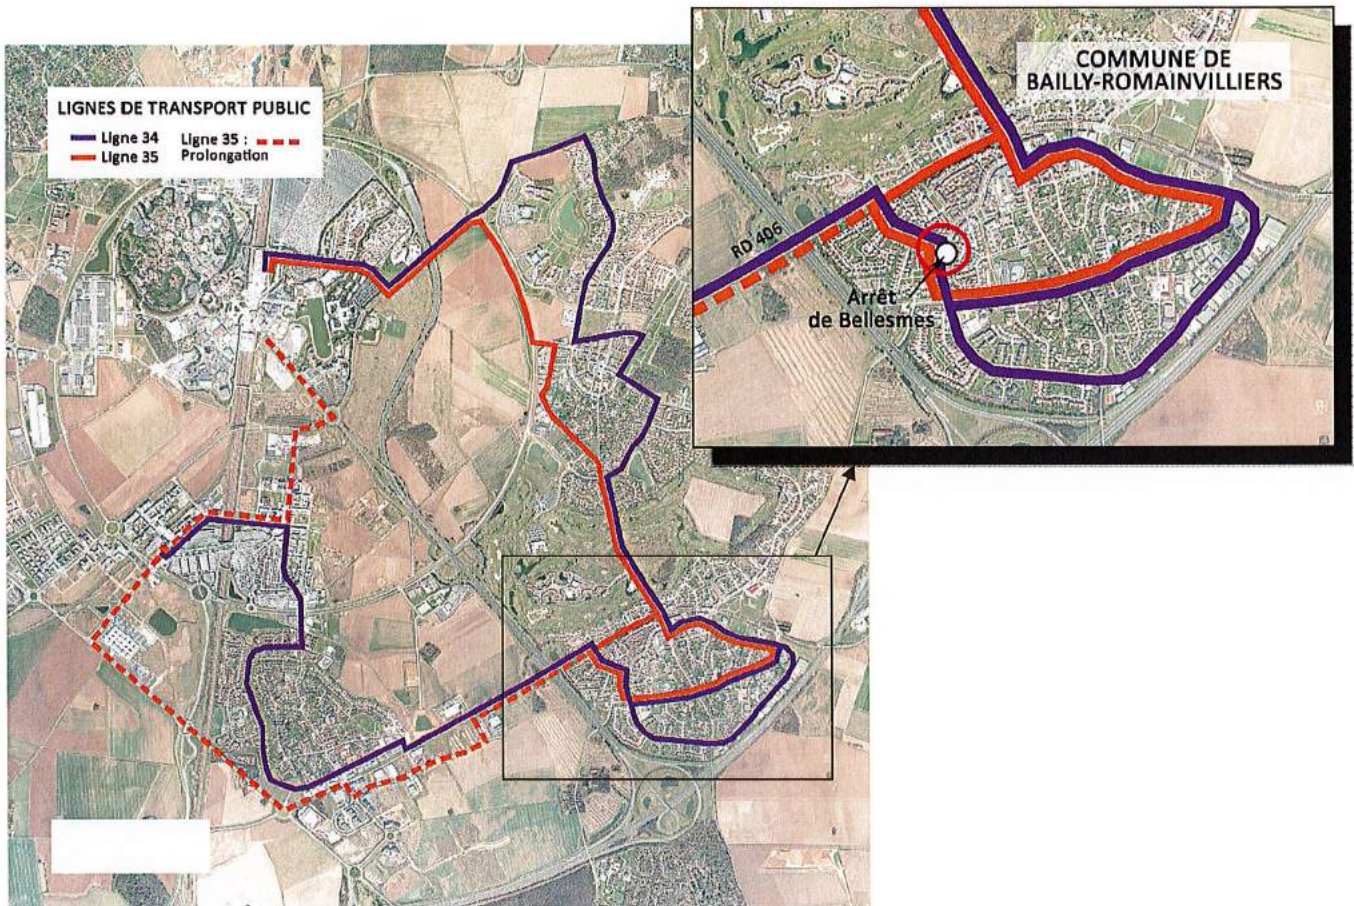 LIGNES DE TRANSPORT PUBLIC
Ligne 34
Ligne 35
Ligne 35 :
Prolongation
COMMUNE DE
BAILLY-ROMAINVILLIERS
RD 406
Arrêt
de Bellesmes